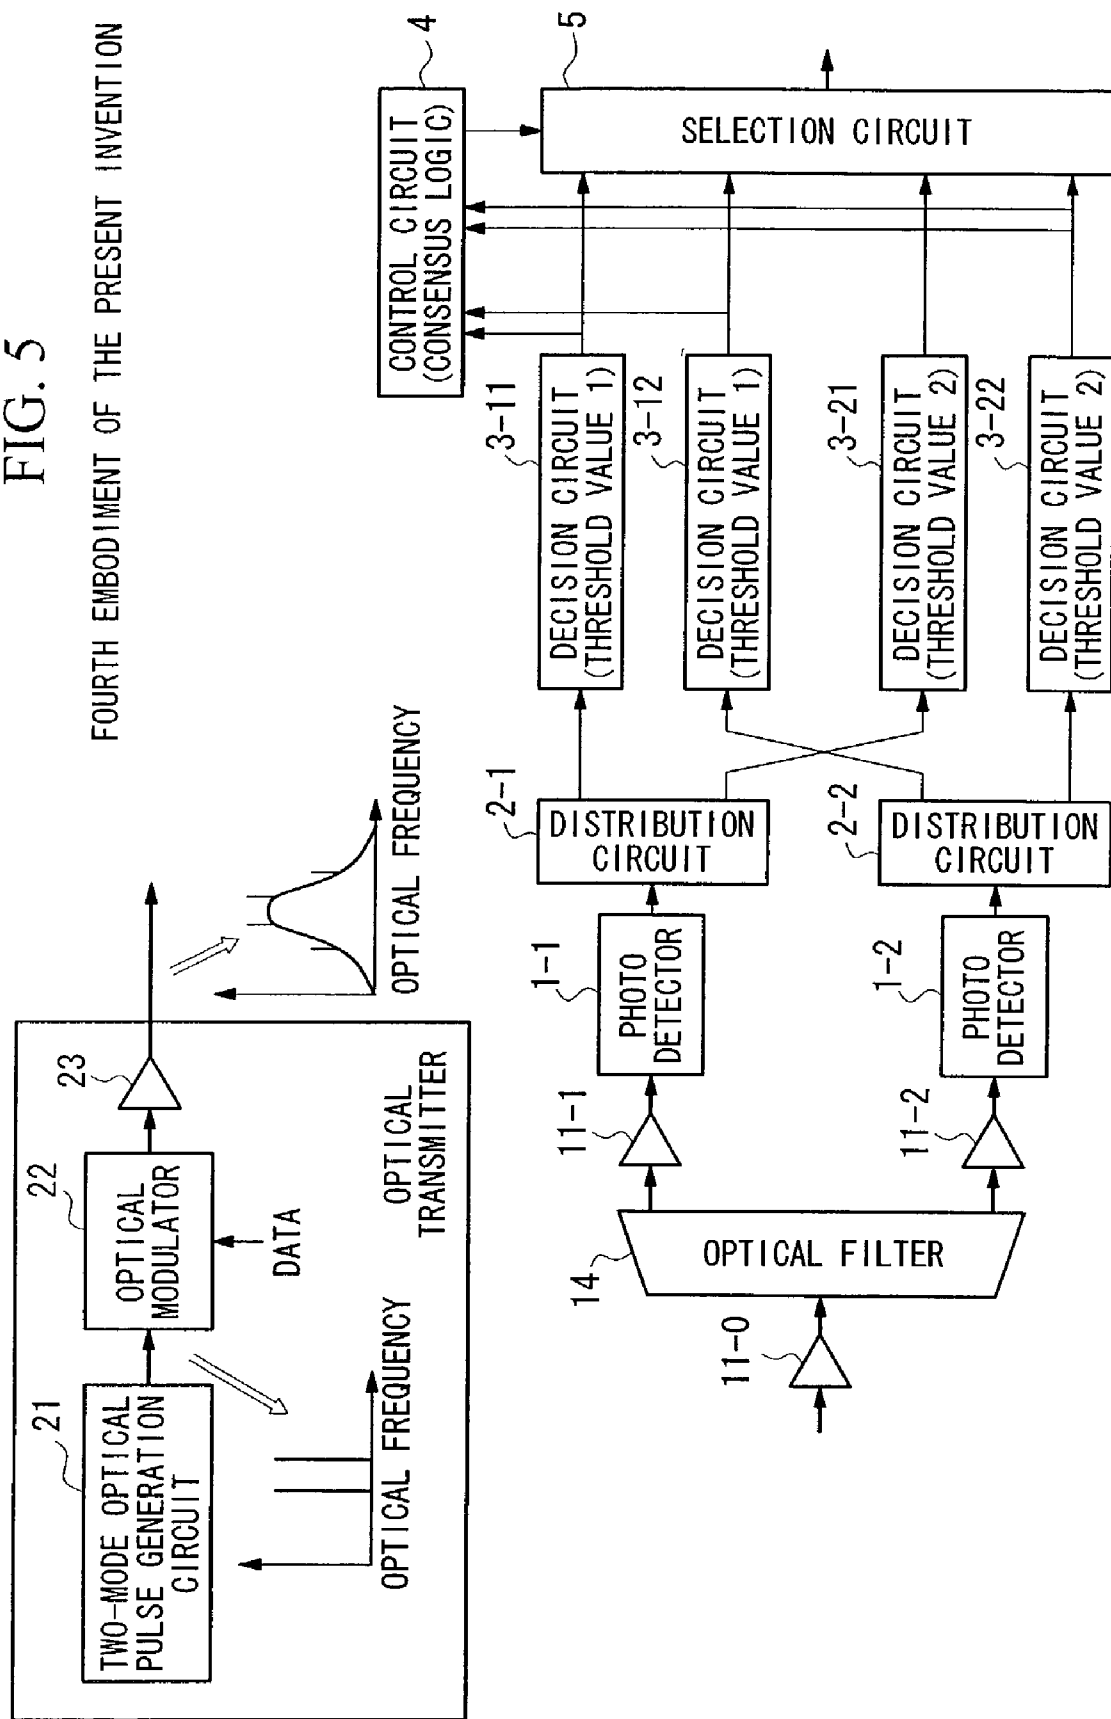 FIG. 5
FOURTH EMBODIMENT OF THE PRESENT INVENTION
21
TWO-MODE OPTICAL
PULSE GENERATION
CIRCUIT
22
OPTICAL
MODULATOR
23
DATA
OPTICAL
TRANSMITTER
OPTICAL FREQUENCY
OPTICAL FREQUENCY
11-0
14
OPTICAL FILTER
11-1
11-2
1-1
PHOTO
DETECTOR
1-2
PHOTO
DETECTOR
2-1
DISTRIBUTION
CIRCUIT
2-2
DISTRIBUTION
CIRCUIT
3-11
DECISION CIRCUIT
(THRESHOLD VALUE 1)
3-12
DECISION CIRCUIT
(THRESHOLD VALUE 1)
3-21
DECISION CIRCUIT
(THRESHOLD VALUE 2)
3-22
DECISION CIRCUIT
(THRESHOLD VALUE 2)
4
CONTROL CIRCUIT
(CONSENSUS LOGIC)
5
SELECTION CIRCUIT